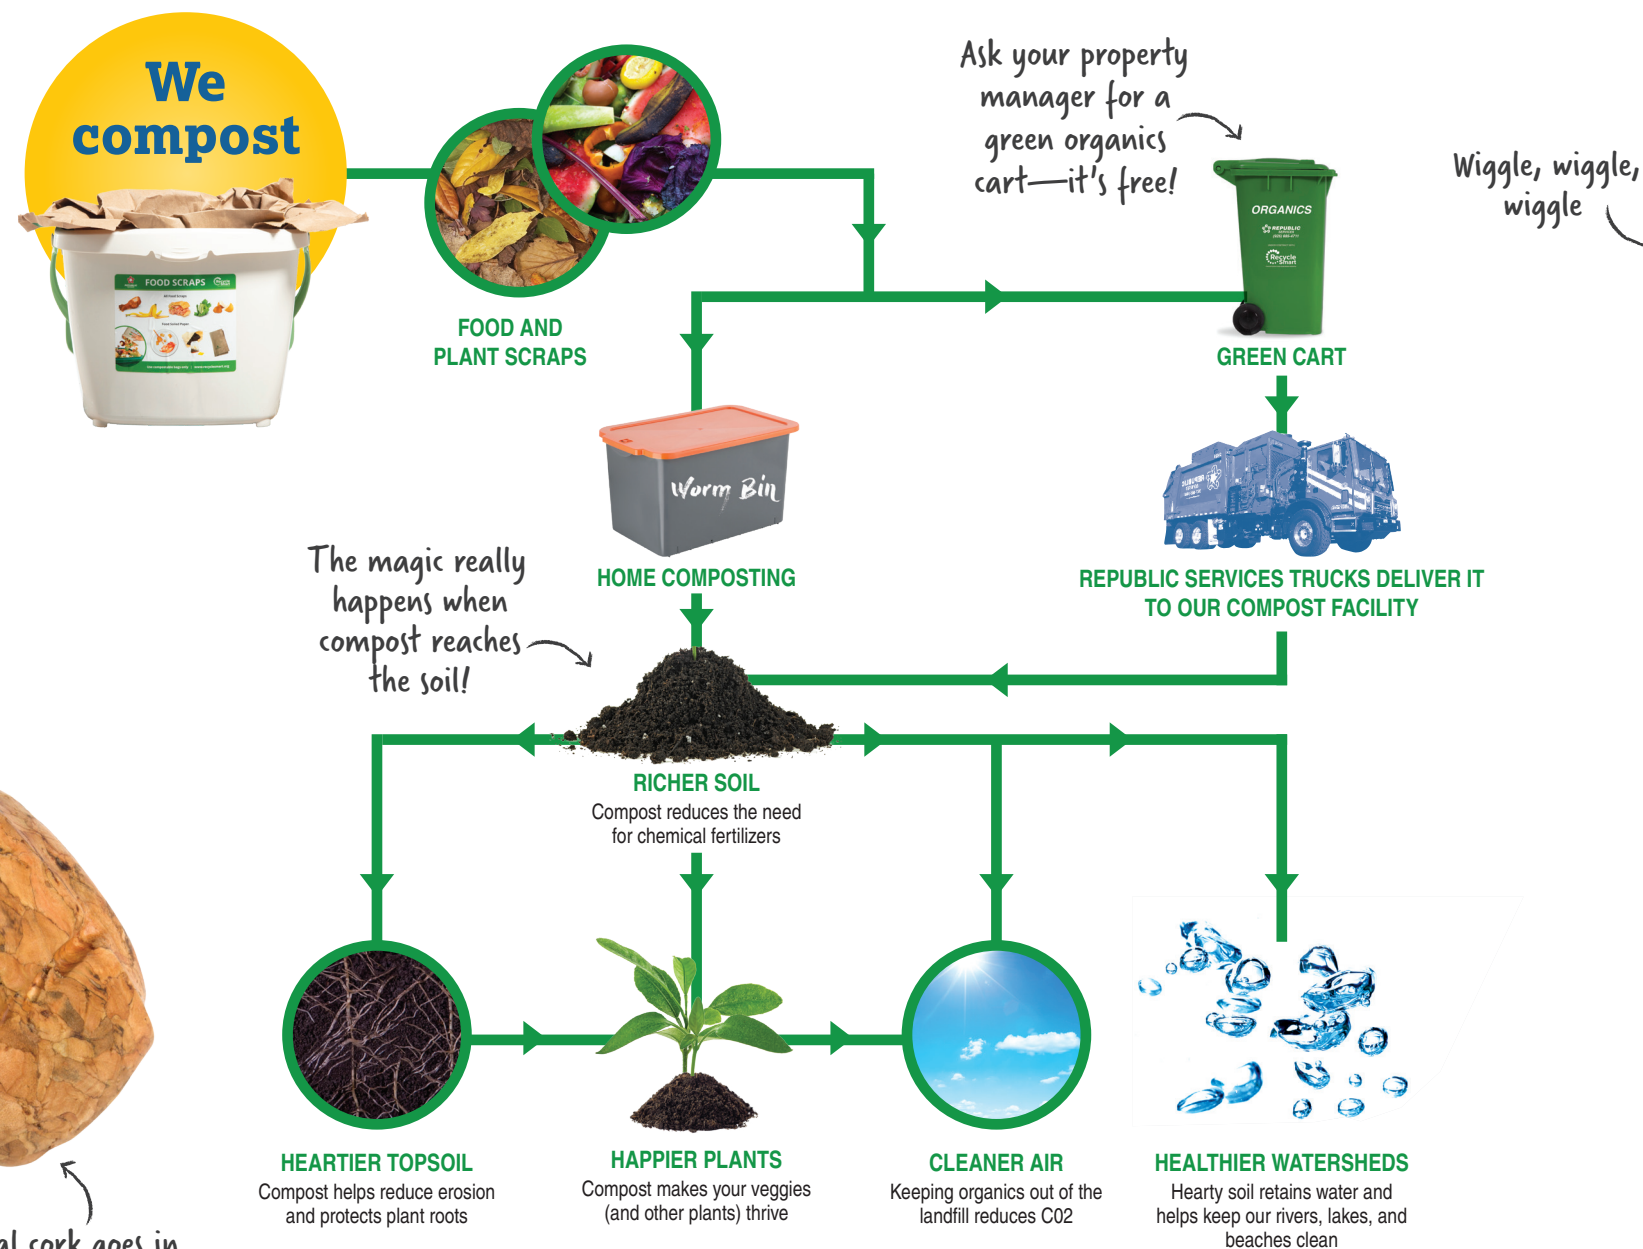 We
compost
FOOD SCRAPS
FOOD AND
PLANT SCRAPS
Ask your property
manager for a
green organics
cart—it's free!
ORGANICS
REPUBLIC
SERVICES
Recycle
Smart
Wiggle, wiggle,
wiggle
GREEN CART
Worm Bin
HOME COMPOSTING
REPUBLIC SERVICES TRUCKS DELIVER IT
TO OUR COMPOST FACILITY
The magic really
happens when
compost reaches
the soil!
RICHER SOIL
Compost reduces the need
for chemical fertilizers
HEARTIER TOPSOIL
Compost helps reduce erosion
and protects plant roots
HAPPIER PLANTS
Compost makes your veggies
(and other plants) thrive
CLEANER AIR
Keeping organics out of the
landfill reduces C02
HEALTHIER WATERSHEDS
Hearty soil retains water and
helps keep our rivers, lakes, and
beaches clean
cork goes in